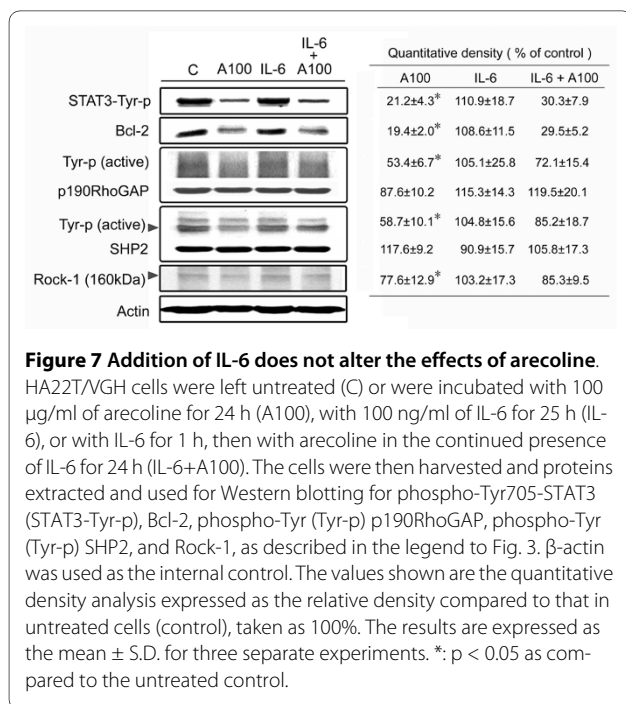 IL-6
+
C A100 IL-6 A100
Quantitative density ( % of control )
A100 IL-6 IL-6 + A100
STAT3-Tyr-p 21.2±4.3* 110.9±18.7 30.3±7.9
Bcl-2 19.4±2.0* 108.6±11.5 29.5±5.2
Tyr-p (active) 53.4±6.7* 105.1±25.8 72.1±15.4
p190RhoGAP 87.6±10.2 115.3±14.3 119.5±20.1
Tyr-p (active) 58.7±10.1* 104.8±15.6 85.2±18.7
SHP2 117.6±9.2 90.9±15.7 105.8±17.3
Rock-1 (160kDa) 77.6±12.9* 103.2±17.3 85.3±9.5
Actin
Figure 7 Addition of IL-6 does not alter the effects of arecoline.
HA22T/VGH cells were left untreated (C) or were incubated with 100
μg/ml of arecoline for 24 h (A100), with 100 ng/ml of IL-6 for 25 h (IL-
6), or with IL-6 for 1 h, then with arecoline in the continued presence
of IL-6 for 24 h (IL-6+A100). The cells were then harvested and proteins
extracted and used for Western blotting for phospho-Tyr705-STAT3
(STAT3-Tyr-p), Bcl-2, phospho-Tyr (Tyr-p) p190RhoGAP, phospho-Tyr
(Tyr-p) SHP2, and Rock-1, as described in the legend to Fig. 3. β-actin
was used as the internal control. The values shown are the quantitative
density analysis expressed as the relative density compared to that in
untreated cells (control), taken as 100%. The results are expressed as
the mean ± S.D. for three separate experiments. *: p < 0.05 as com-
pared to the untreated control.